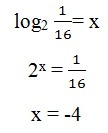 log₂ 1/16 = x
2ˣ = 1/16
x = -4